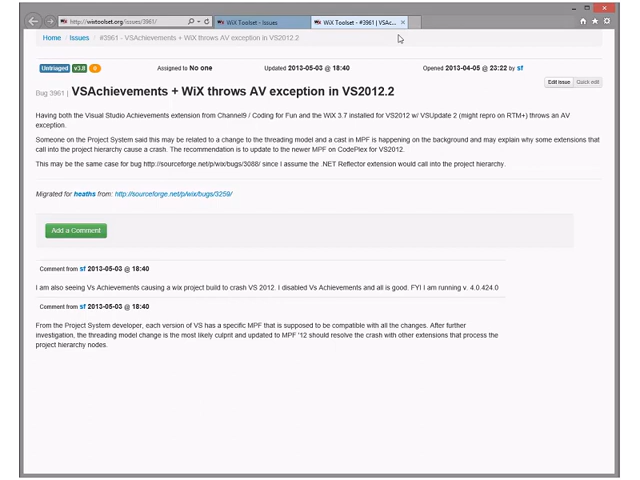 http://wixtoolset.org/issues/3961/
WiX Toolset - Issues
WiX Toolset - #3961 | VSAc...
Home / Issues / #3961 - VSAchievements + WiX throws AV exception in VS2012.2
Untriaged v3.8 0
Assigned to No one
Updated 2013-05-03 @ 18:40
Opened 2013-04-05 @ 23:22 by sf
Edit issue Quick edit
Bug 3961 | VSAchievements + WiX throws AV exception in VS2012.2
Having both the Visual Studio Achievements extension from Channel9 / Coding for Fun and the WiX 3.7 installed for VS2012 w/ VSUpdate 2 (might repro on RTM+) throws an AV
exception.
Someone on the Project System said this may be related to a change to the threading model and a cast in MPF is happening on the background and may explain why some extensions that
call into the project hierarchy cause a crash. The recommendation is to update to the newer MPF on CodePlex for VS2012.
This may be the same case for bug http://sourceforge.net/p/wix/bugs/3088/ since I assume the .NET Reflector extension would call into the project hierarchy.
Migrated for heaths from: http://sourceforge.net/p/wix/bugs/3259/
Add a Comment
Comment from sf 2013-05-03 @ 18:40
I am also seeing Vs Achievements causing a wix project build to crash VS 2012. I disabled Vs Achievements and all is good. FYI I am running v. 4.0.424.0
Comment from sf 2013-05-03 @ 18:40
From the Project System developer, each version of VS has a specific MPF that is supposed to be compatible with all the changes. After further
investigation, the threading model change is the most likely culprit and updated to MPF '12 should resolve the crash with other extensions that process the
project hierarchy nodes.